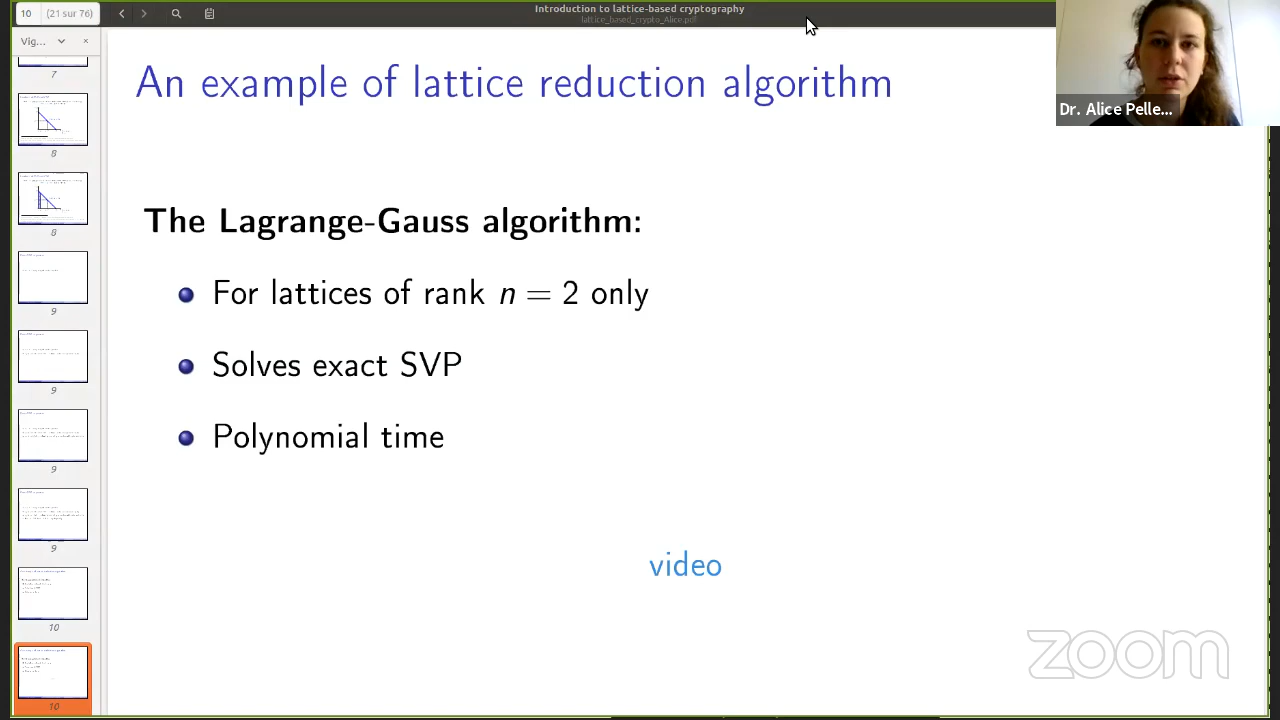 10 (21 sur 76)
Introduction to lattice-based cryptography
lattice_based_crypto_Alice.pdf
Vig...
7
8
8
9
9
9
9
10
10
An example of lattice reduction algorithm
Dr. Alice Pelle...
The Lagrange-Gauss algorithm:
For lattices of rank n = 2 only
Solves exact SVP
Polynomial time
video
zoom